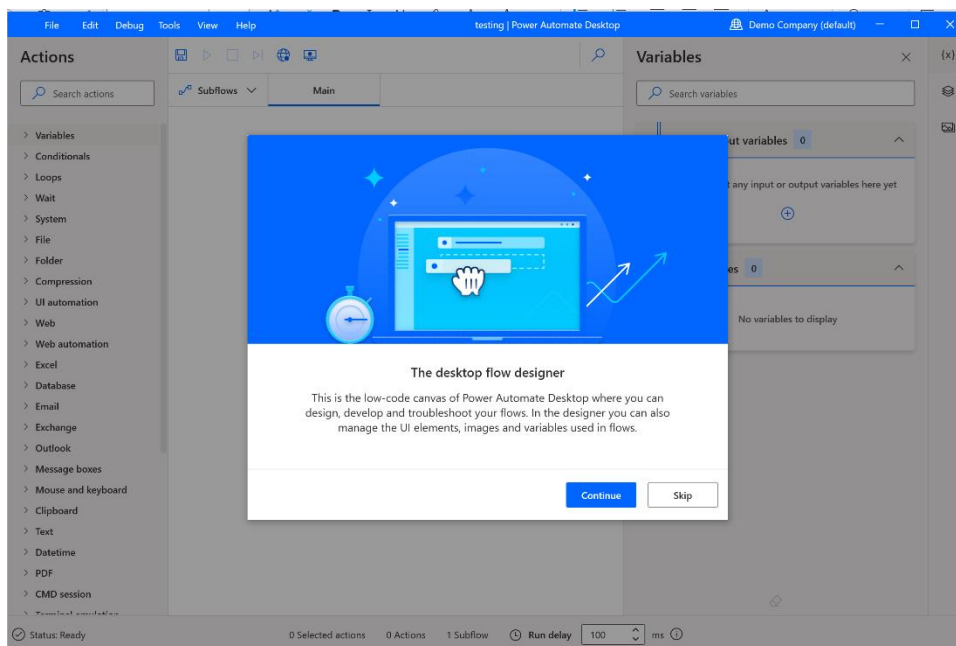 File Edit Debug Tools View Help testing | Power Automate Desktop Demo Company (default)
Actions
Search actions
Variables
Conditionals
Loops
Wait
System
File
Folder
Compression
UI automation
Web
Web automation
Excel
Database
Email
Exchange
Outlook
Message boxes
Mouse and keyboard
Clipboard
Text
Datetime
PDF
CMD session
Subflows Main
The desktop flow designer
This is the low-code canvas of Power Automate Desktop where you can
design, develop and troubleshoot your flows. In the designer you can also
manage the UI elements, images and variables used in flows.
Continue Skip
Variables
{x}
Search variables
ut variables 0
t any input or output variables here yet
es 0
No variables to display
Status: Ready 0 Selected actions 0 Actions 1 Subflow Run delay 100 ms